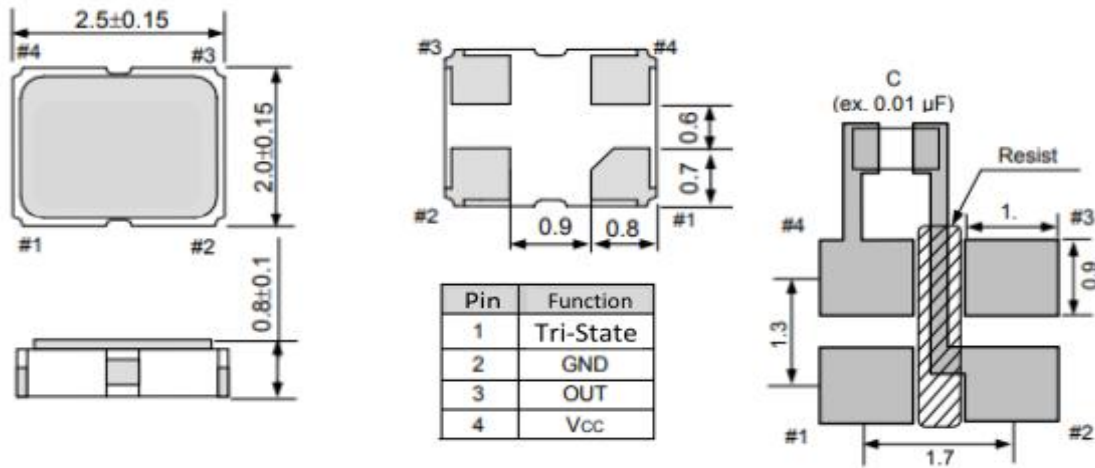 2.5±0.15
#4
#3
2.0±0.15
#1
#2
0.8±0.1
#3
#4
0.6
0.7
#2
#1
0.9
0.8
Pin Function
1 Tri-State
2 GND
3 OUT
4 Vcc
C
(ex. 0.01 µF)
Resist
#4
1.
#3
0.9
1.3
#1
#2
1.7